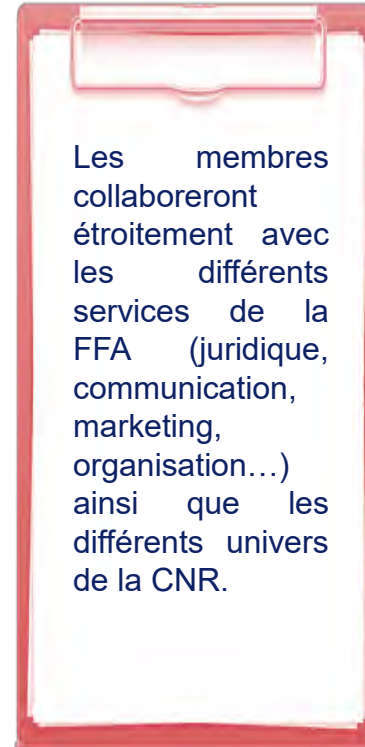 Les membres
collaboreront
étroitement avec
les différents
services de la
FFA (juridique,
communication,
marketing,
organisation…)
ainsi que les
différents univers
de la CNR.